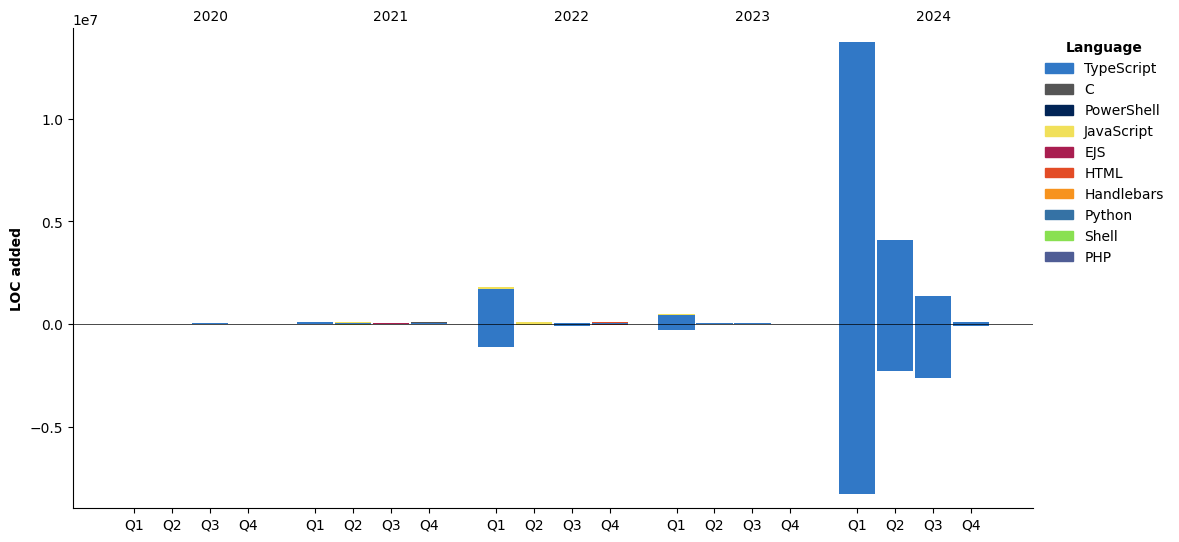 2020 2021 2022 2023 2024
1e7
Language
TypeScript
C
PowerShell
JavaScript
EJS
HTML
Handlebars
Python
Shell
PHP
LOC added
1.0
0.5
0.0
−0.5
Q1 Q2 Q3 Q4 Q1 Q2 Q3 Q4 Q1 Q2 Q3 Q4 Q1 Q2 Q3 Q4 Q1 Q2 Q3 Q4